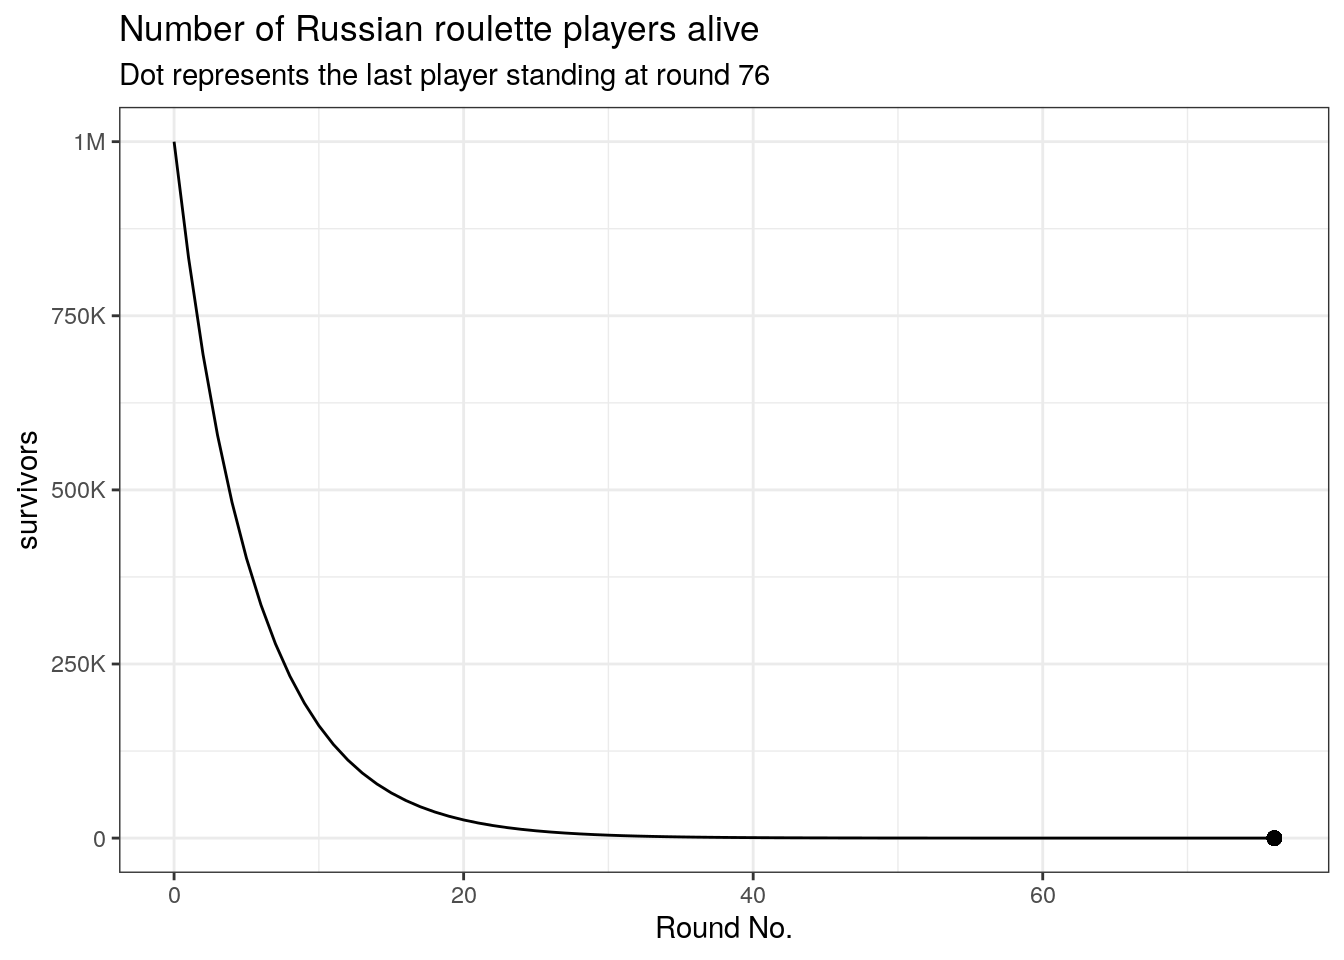 Number of Russian roulette players alive
Dot represents the last player standing at round 76
1M
750K
500K
250K
0
survivors
0
20
40
60
Round No.